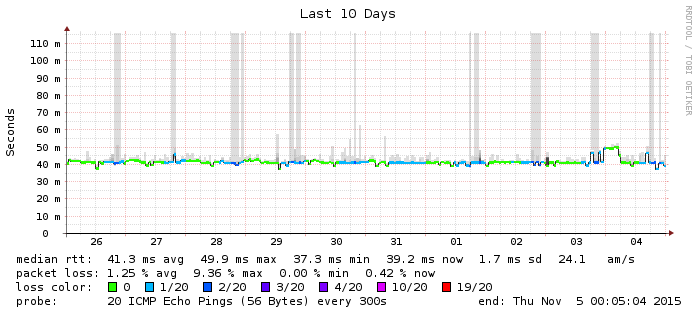 Last 10 Days
RRDTOOL / TOBI OETIKER
Seconds
110 m
100 m
90 m
80 m
70 m
60 m
50 m
40 m
30 m
20 m
10 m
0
26 27 28 29 30 31 01 02 03 04
median rtt: 41.3 ms avg 49.9 ms max 37.3 ms min 39.2 ms now 1.7 ms sd 24.1 am/s
packet loss: 1.25 % avg 9.36 % max 0.00 % min 0.42 % now
loss color: 0 1/20 2/20 3/20 4/20 10/20 19/20
probe: 20 ICMP Echo Pings (56 Bytes) every 300s end: Thu Nov 5 00:05:04 2015